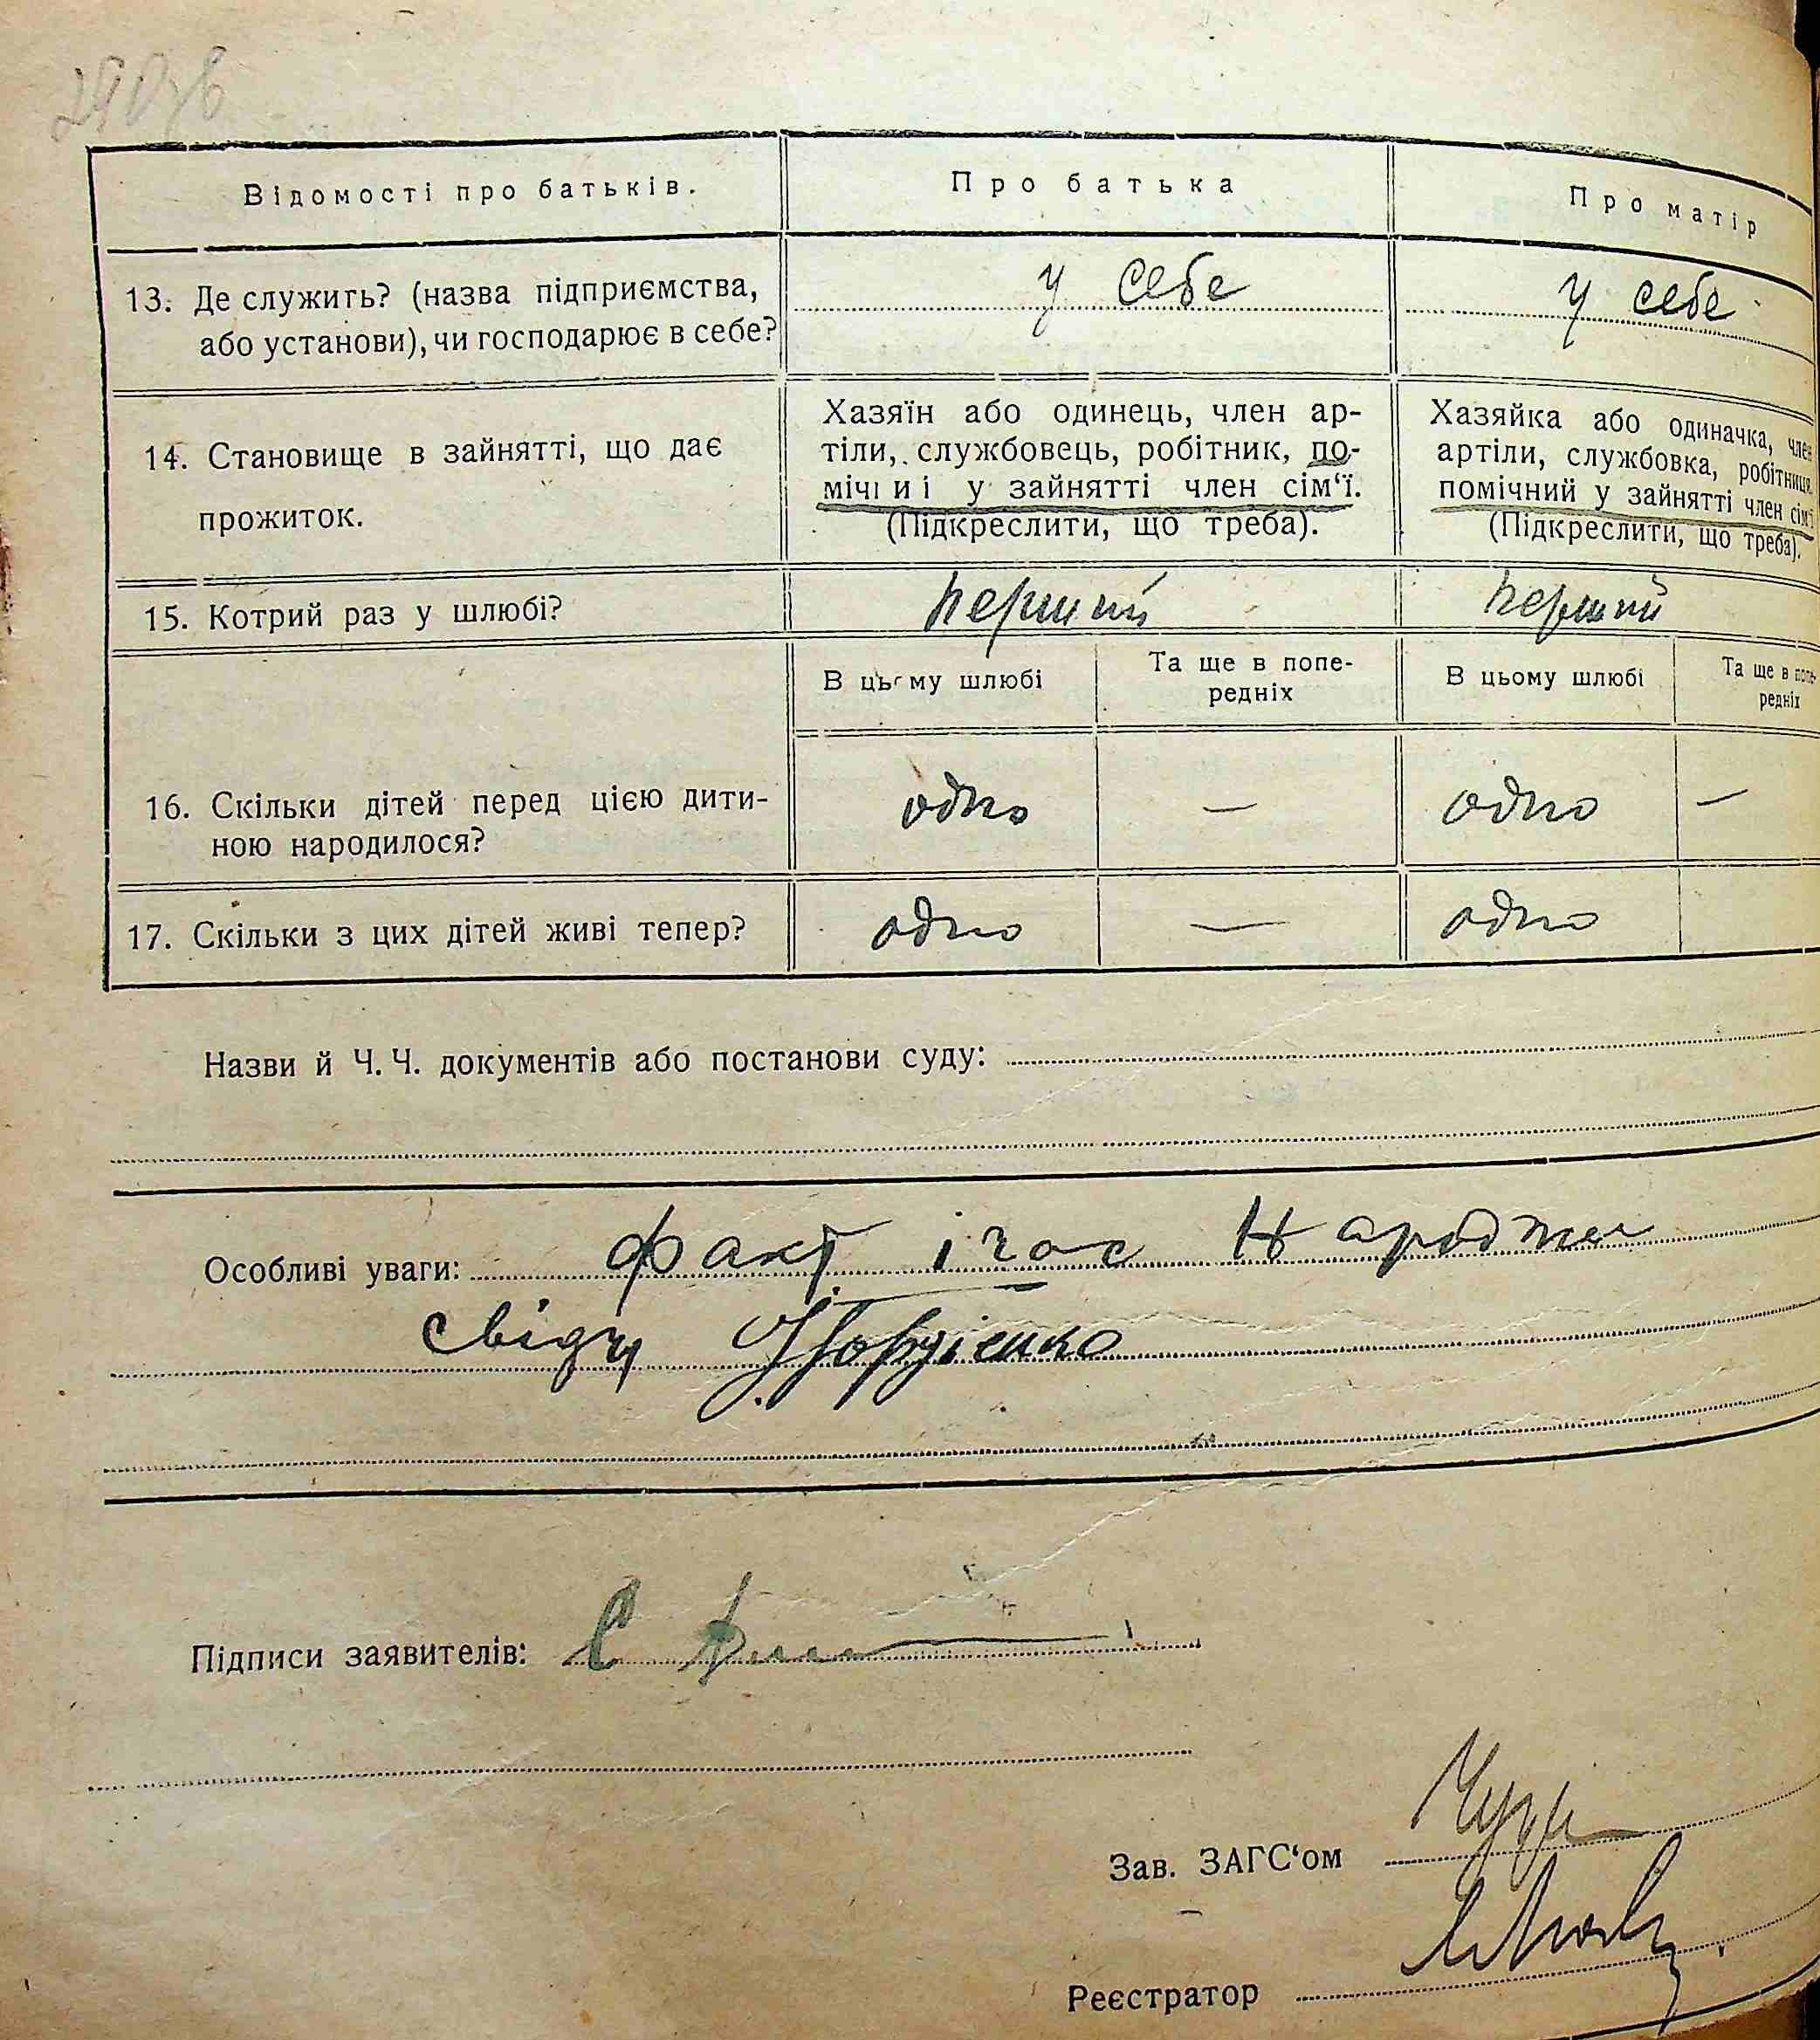 Відомості про батьків.
Про батька
Про матір
13. Де служить? (назва підприємства,
або установи), чи господарює в себе?
у себе
у себе
14. Становище в зайнятті, що дає
прожиток.
Хазяїн або одинець, член ар-
тіли, службовець, робітник, по-
мічниі у зайнятті член сім‘ї.
(Підкреслити, що треба).
Хазяйка або одиначка, член
артіли, службовка, робітниця,
помічний у зайнятті член сім‘ї
(Підкреслити, що треба).
15. Котрий раз у шлюбі?
перший
перший
В цьому шлюбі
Та ще в попе-
редніх
В цьому шлюбі
Та ще в попе-
редніх
16. Скільки дітей перед цією дити-
ною народилося?
одно
—
одно
—
17. Скільки з цих дітей живі тепер?
одно
—
одно
Назви й Ч. Ч. документів або постанови суду:
Особливі уваги: факт і час народжен
свідчу
Підписи заявителів: С
Зав. ЗАГС‘ом
Реєстратор